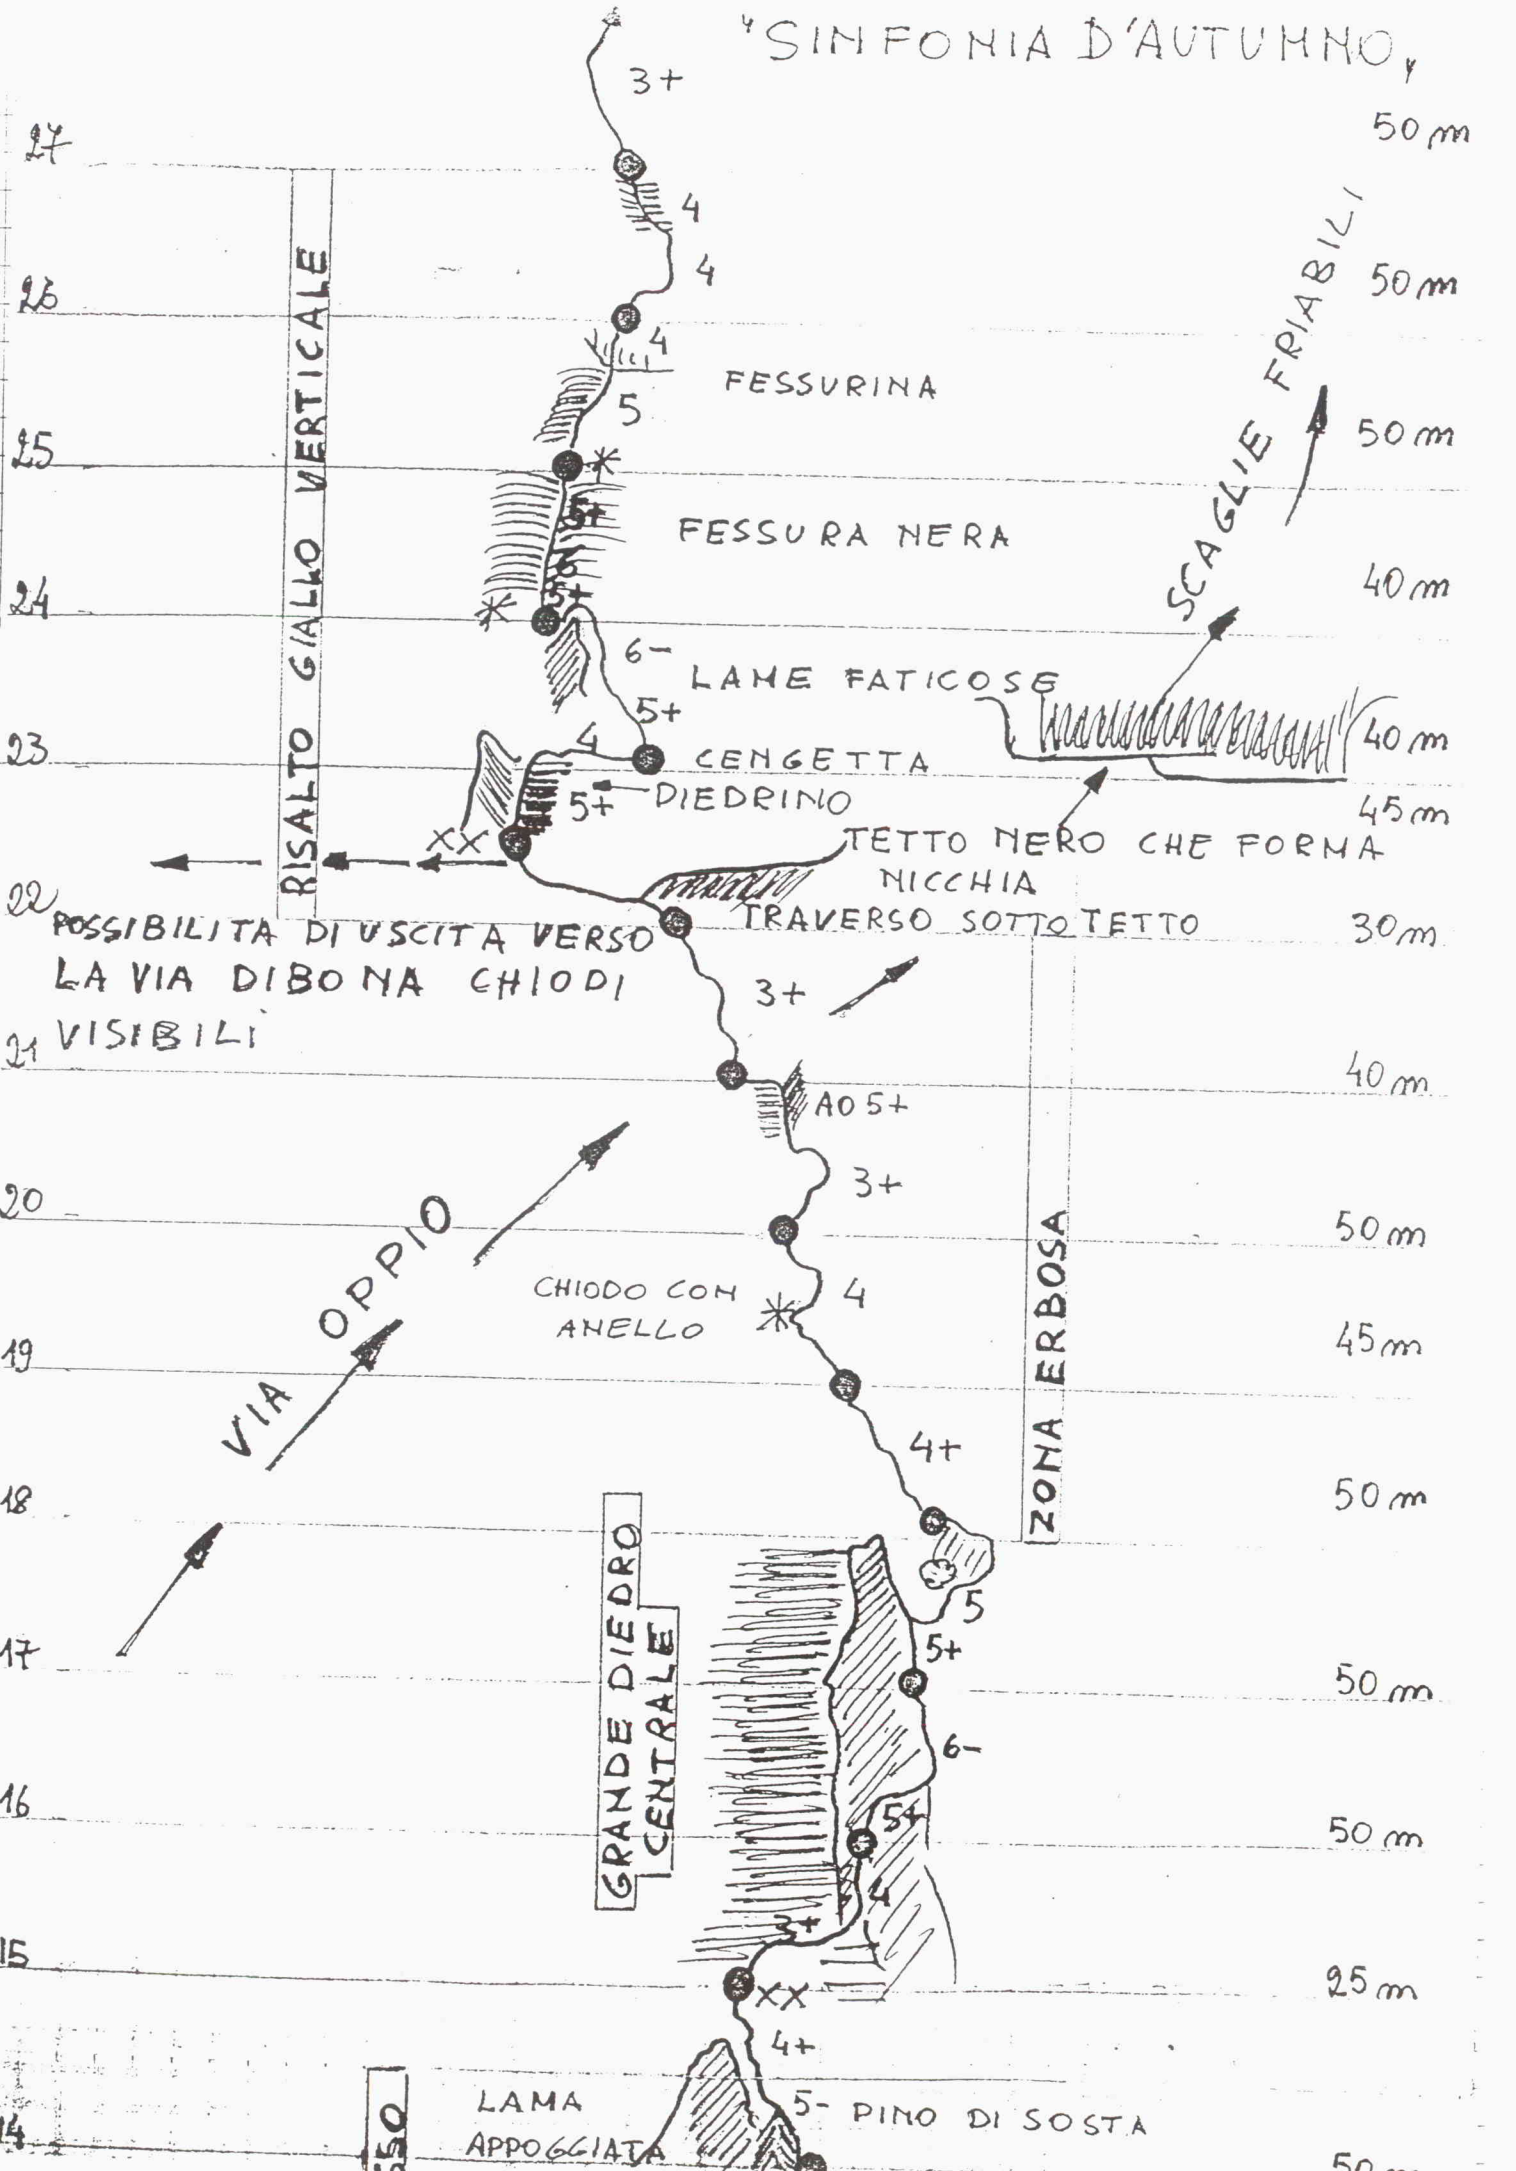 "SINFONIA D'AUTUNNO"
3+
50 m
27
4
4
50 m
26
4
FESSURINA
5
50 m
25
5+
FESSURA NERA
6
5+
40 m
24
SCAGLIE FRIABILI
RISALTO GIALLO VERTICALE
6-
LAME FATICOSE
5+
4
40 m
23
CENGETTA
5+
DIEDRINO
45 m
XX
TETTO NERO CHE FORMA
NICCHIA
22
TRAVERSO SOTTO TETTO
30 m
POSSIBILITA DI USCITA VERSO
LA VIA DIBONA CHIODI
VISIBILI
3+
21
40 m
A0 5+
3+
20
50 m
VIA OPPIO
CHIODO CON
ANELLO
4
19
45 m
ZONA ERBOSA
4+
18
50 m
GRANDE DIEDRO
CENTRALE
5
5+
17
50 m
6-
5+
16
50 m
4
3+
15
25 m
XX
4+
LAMA
APPOGGIATA
5-
PINO DI SOSTA
14
50 m